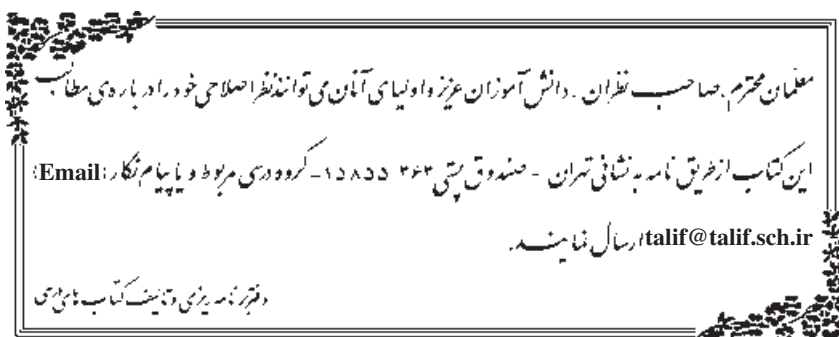 معلمان محترم، صاحب نظران، دانش آموزان عزیز و اولیای آنان می توانند نظر اصلاحی خود را در باره ی مطالب
این کتاب از طریق نامه به نشانی تهران - صندوق پستی ۳۶۳ ۱۵۸۵۵ - گروه درسی مربوط و یا پیام نگار (Email)
talif@talif.sch.ir ارسال نمایند.
دفتر برنامه ریزی و تألیف کتاب های درسی